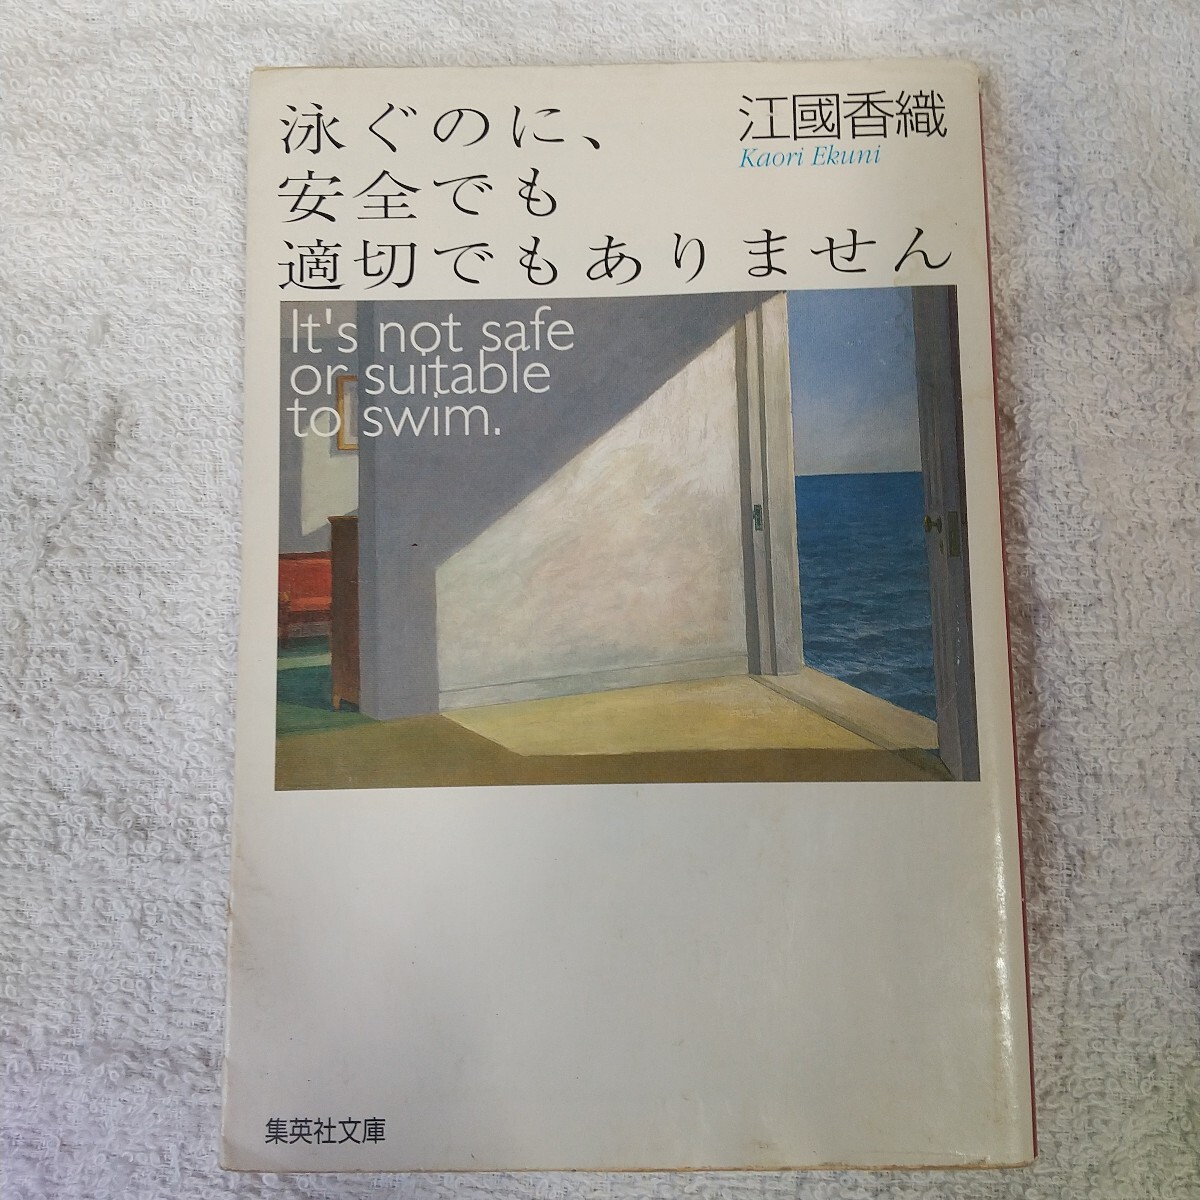 泳ぐのに、
安全でも
適切でもありません
江國香織
Kaori Ekuni
It's not safe
or suitable
to swim.
集英社文庫